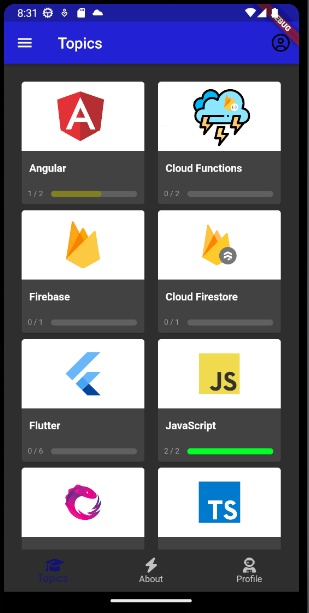 8:31
DEBUG
Topics
A
Angular
1 / 2
Cloud Functions
0 / 2
Firebase
0 / 1
Cloud Firestore
0 / 1
Flutter
0 / 6
JS
JavaScript
2 / 2
TS
Topics
About
Profile